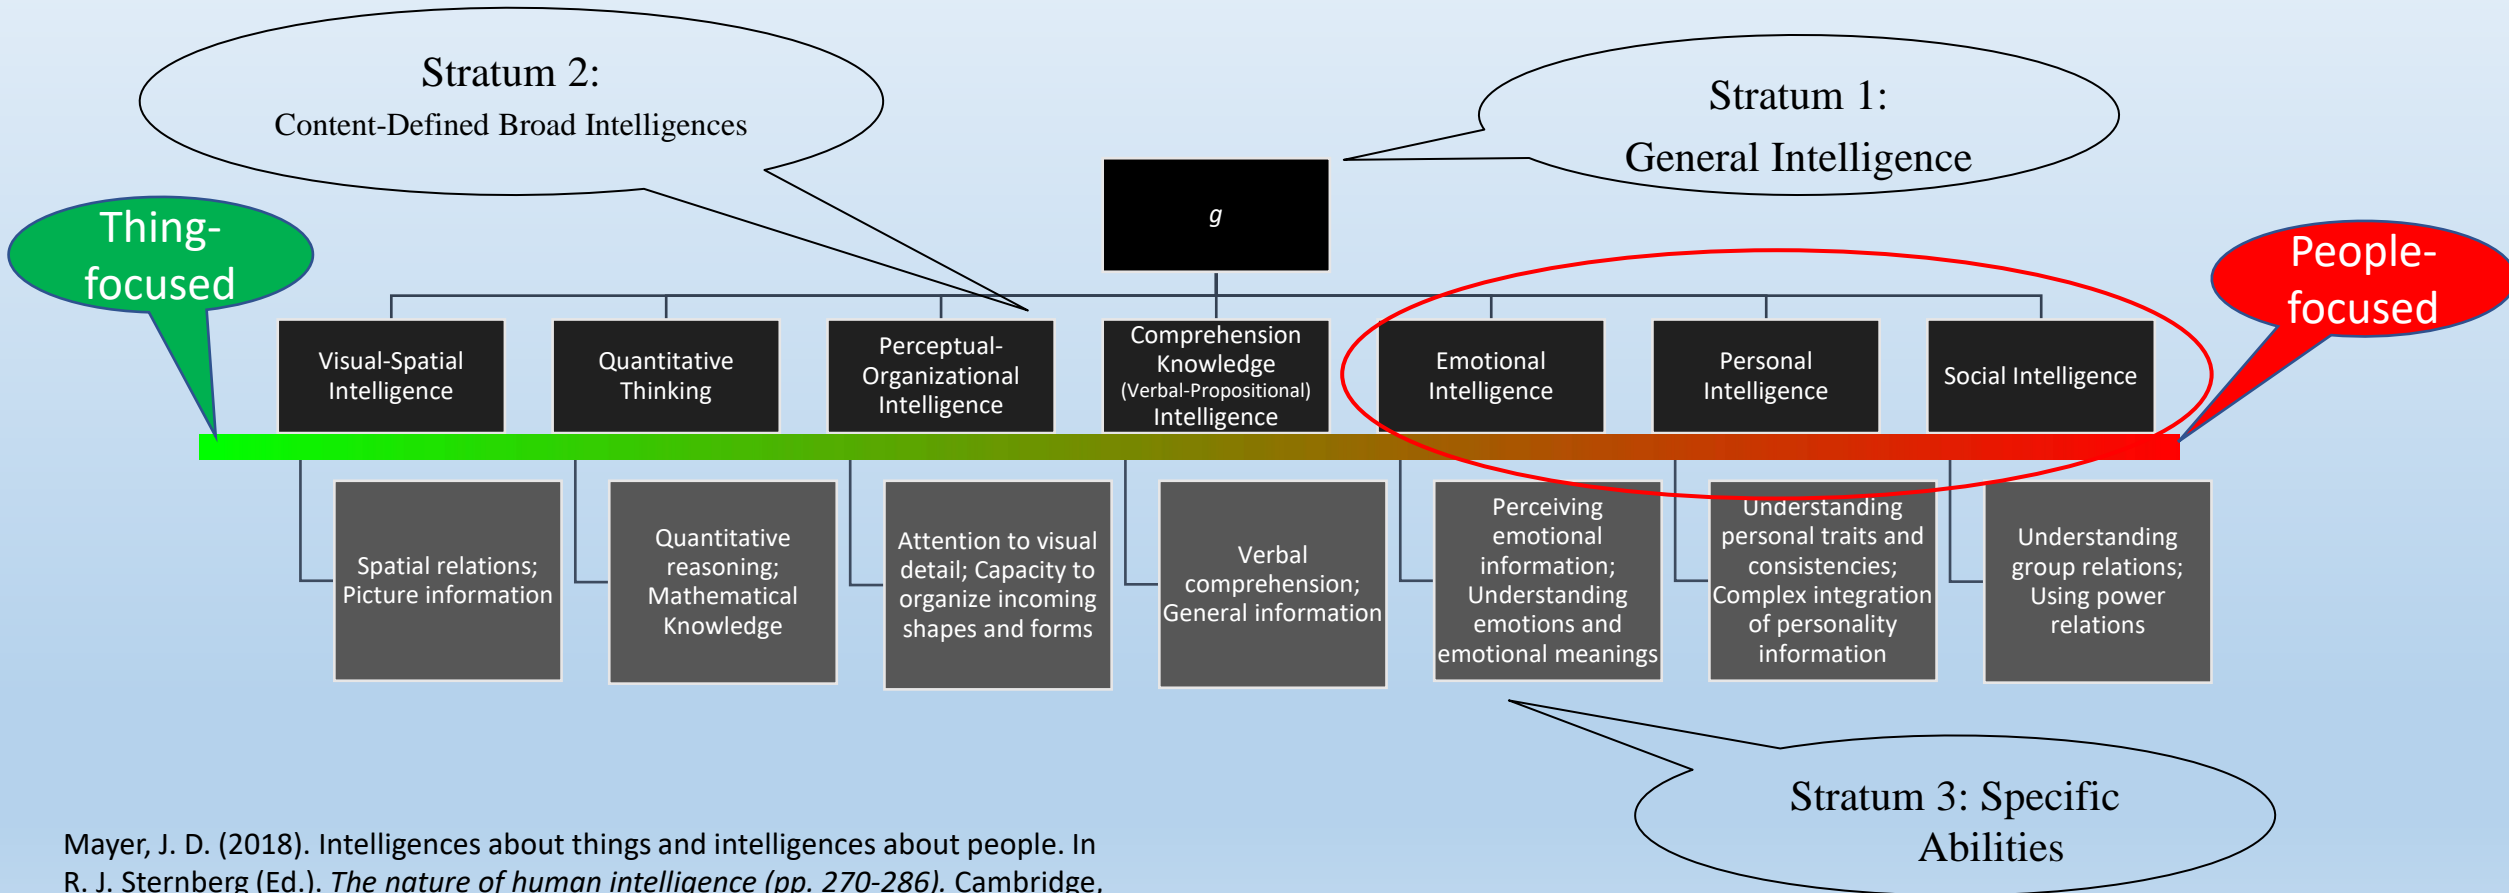 Stratum 2:
Content-Defined Broad Intelligences
Stratum 1:
General Intelligence
g
Thing-
focused
People-
focused
Visual-Spatial
Intelligence
Quantitative
Thinking
Perceptual-
Organizational
Intelligence
Comprehension
Knowledge
(Verbal-Propositional)
Intelligence
Emotional
Intelligence
Personal
Intelligence
Social Intelligence
Spatial relations;
Picture information
Quantitative
reasoning;
Mathematical
Knowledge
Attention to visual
detail; Capacity to
organize incoming
shapes and forms
Verbal
comprehension;
General information
Perceiving
emotional
information;
Understanding
emotions and
emotional meanings
Understanding
personal traits and
consistencies;
Complex integration
of personality
information
Understanding
group relations;
Using power
relations
Stratum 3: Specific
Abilities
Mayer, J. D. (2018). Intelligences about things and intelligences about people. In
R. J. Sternberg (Ed.). The nature of human intelligence (pp. 270-286). Cambridge,